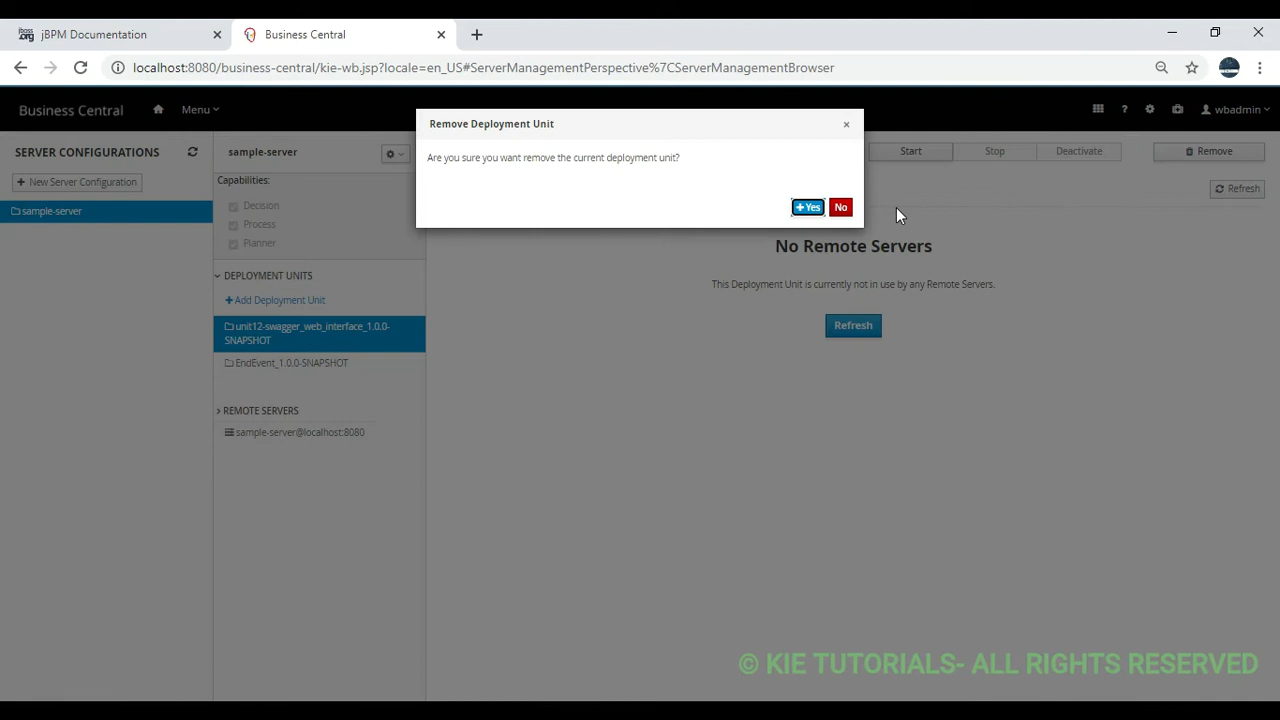 jBPM Documentation
Business Central
localhost:8080/business-central/kie-wb.jsp?locale=en_US#ServerManagementPerspective%7CServerManagementBrowser
Business Central
Menu
wbadmin
SERVER CONFIGURATIONS
New Server Configuration
sample-server
sample-server
Capabilities:
Decision
Process
Planner
DEPLOYMENT UNITS
Add Deployment Unit
unit12-swagger_web_interface_1.0.0-
SNAPSHOT
EndEvent_1.0.0-SNAPSHOT
REMOTE SERVERS
sample-server@localhost:8080
Remove Deployment Unit
Are you sure you want remove the current deployment unit?
Yes No
Start Stop Deactivate Remove
Refresh
No Remote Servers
This Deployment Unit is currently not in use by any Remote Servers.
Refresh
© KIE TUTORIALS- ALL RIGHTS RESERVED